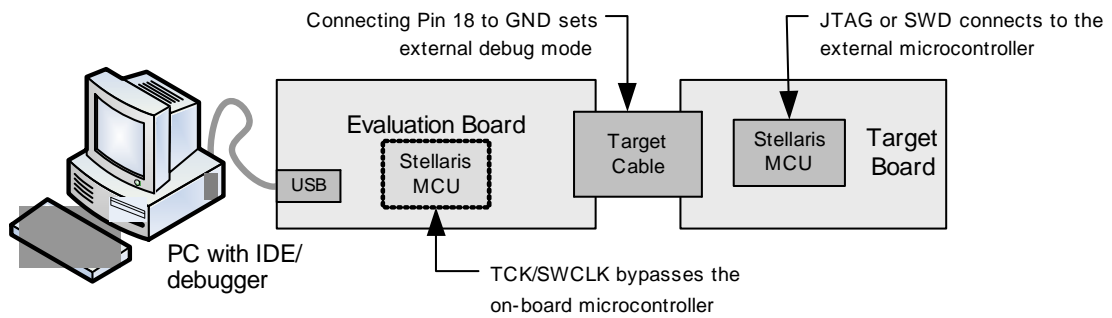 Connecting Pin 18 to GND sets
external debug mode
JTAG or SWD connects to the
external microcontroller
Evaluation Board
Stellaris
MCU
Target
Cable
Stellaris
MCU
Target
Board
USB
PC with IDE/
debugger
TCK/SWCLK bypasses the
on-board microcontroller